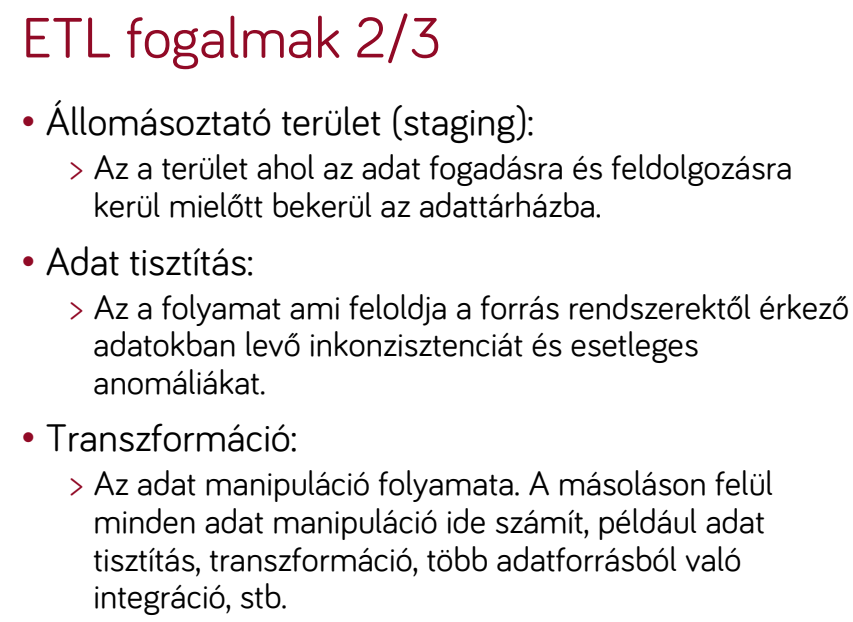 ETL fogalmak 2/3
• Állomásoztató terület (staging):
> Az a terület ahol az adat fogadásra és feldolgozásra
kerül mielőtt bekerül az adattárházba.
• Adat tisztítás:
> Az a folyamat ami feloldja a forrás rendszerektől érkező
adatokban levő inkonzisztenciát és esetleges
anomáliákat.
• Transzformáció:
> Az adat manipuláció folyamata. A másoláson felül
minden adat manipuláció ide számít, például adat
tisztítás, transzformáció, több adatforrásból való
integráció, stb.